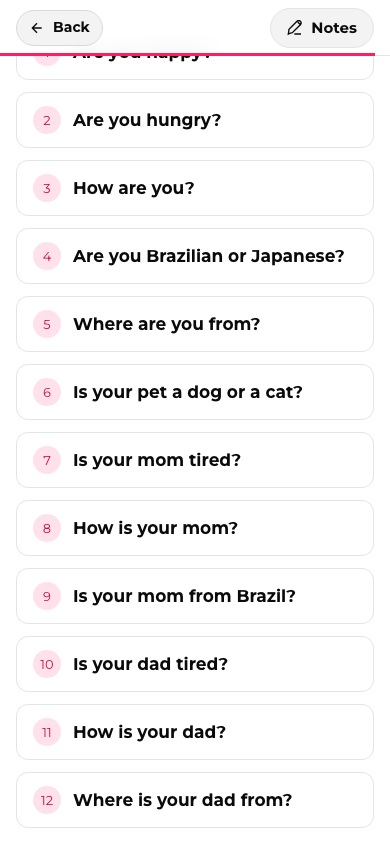 Back
Notes
Are you happy?
2 Are you hungry?
3 How are you?
4 Are you Brazilian or Japanese?
5 Where are you from?
6 Is your pet a dog or a cat?
7 Is your mom tired?
8 How is your mom?
9 Is your mom from Brazil?
10 Is your dad tired?
11 How is your dad?
12 Where is your dad from?